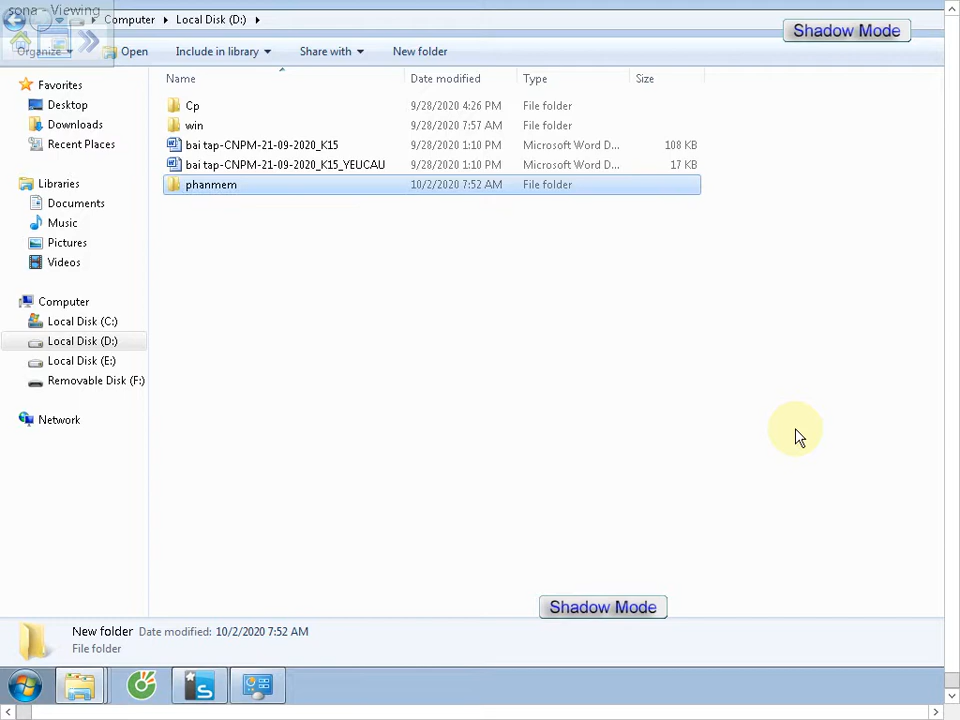 sona - Viewing
Computer
Local Disk (D:)
Shadow Mode
Organize
Open
Include in library
Share with
New folder
Name
Date modified
Type
Size
Favorites
Desktop
Downloads
Recent Places
Libraries
Documents
Music
Pictures
Videos
Computer
Local Disk (C:)
Local Disk (D:)
Local Disk (E:)
Removable Disk (F:)
Network
Cp 9/28/2020 4:26 PM File folder
win 9/28/2020 7:57 AM File folder
bai tap-CNPM-21-09-2020_K15 9/28/2020 1:10 PM Microsoft Word D... 108 KB
bai tap-CNPM-21-09-2020_K15_YEUCAU 9/28/2020 1:10 PM Microsoft Word D... 17 KB
phanmem 10/2/2020 7:52 AM File folder
Shadow Mode
New folder Date modified: 10/2/2020 7:52 AM
File folder